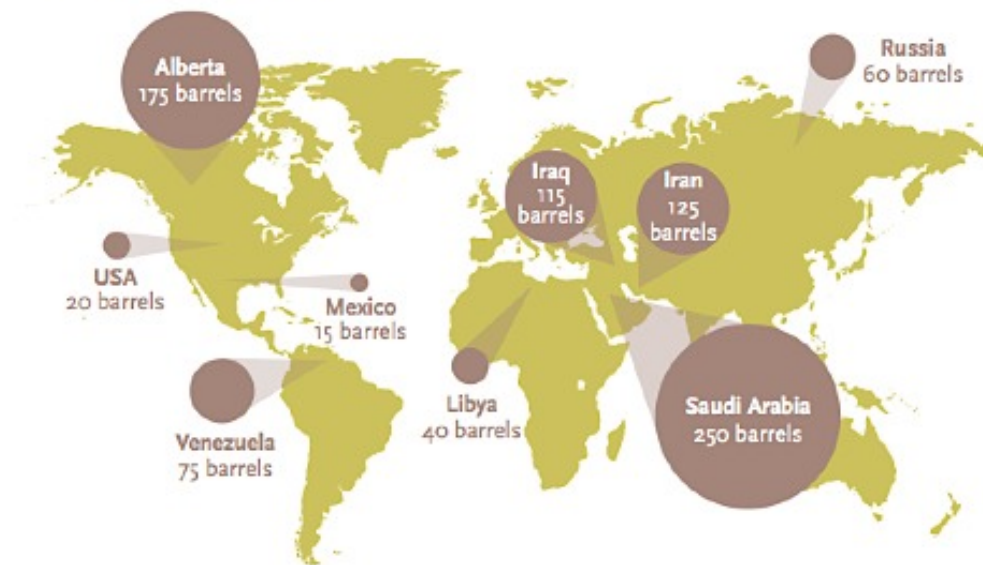 Alberta
175 barrels
Russia
60 barrels
Iraq
115
barrels
Iran
125
barrels
USA
20 barrels
Mexico
15 barrels
Venezuela
75 barrels
Libya
40 barrels
Saudi Arabia
250 barrels